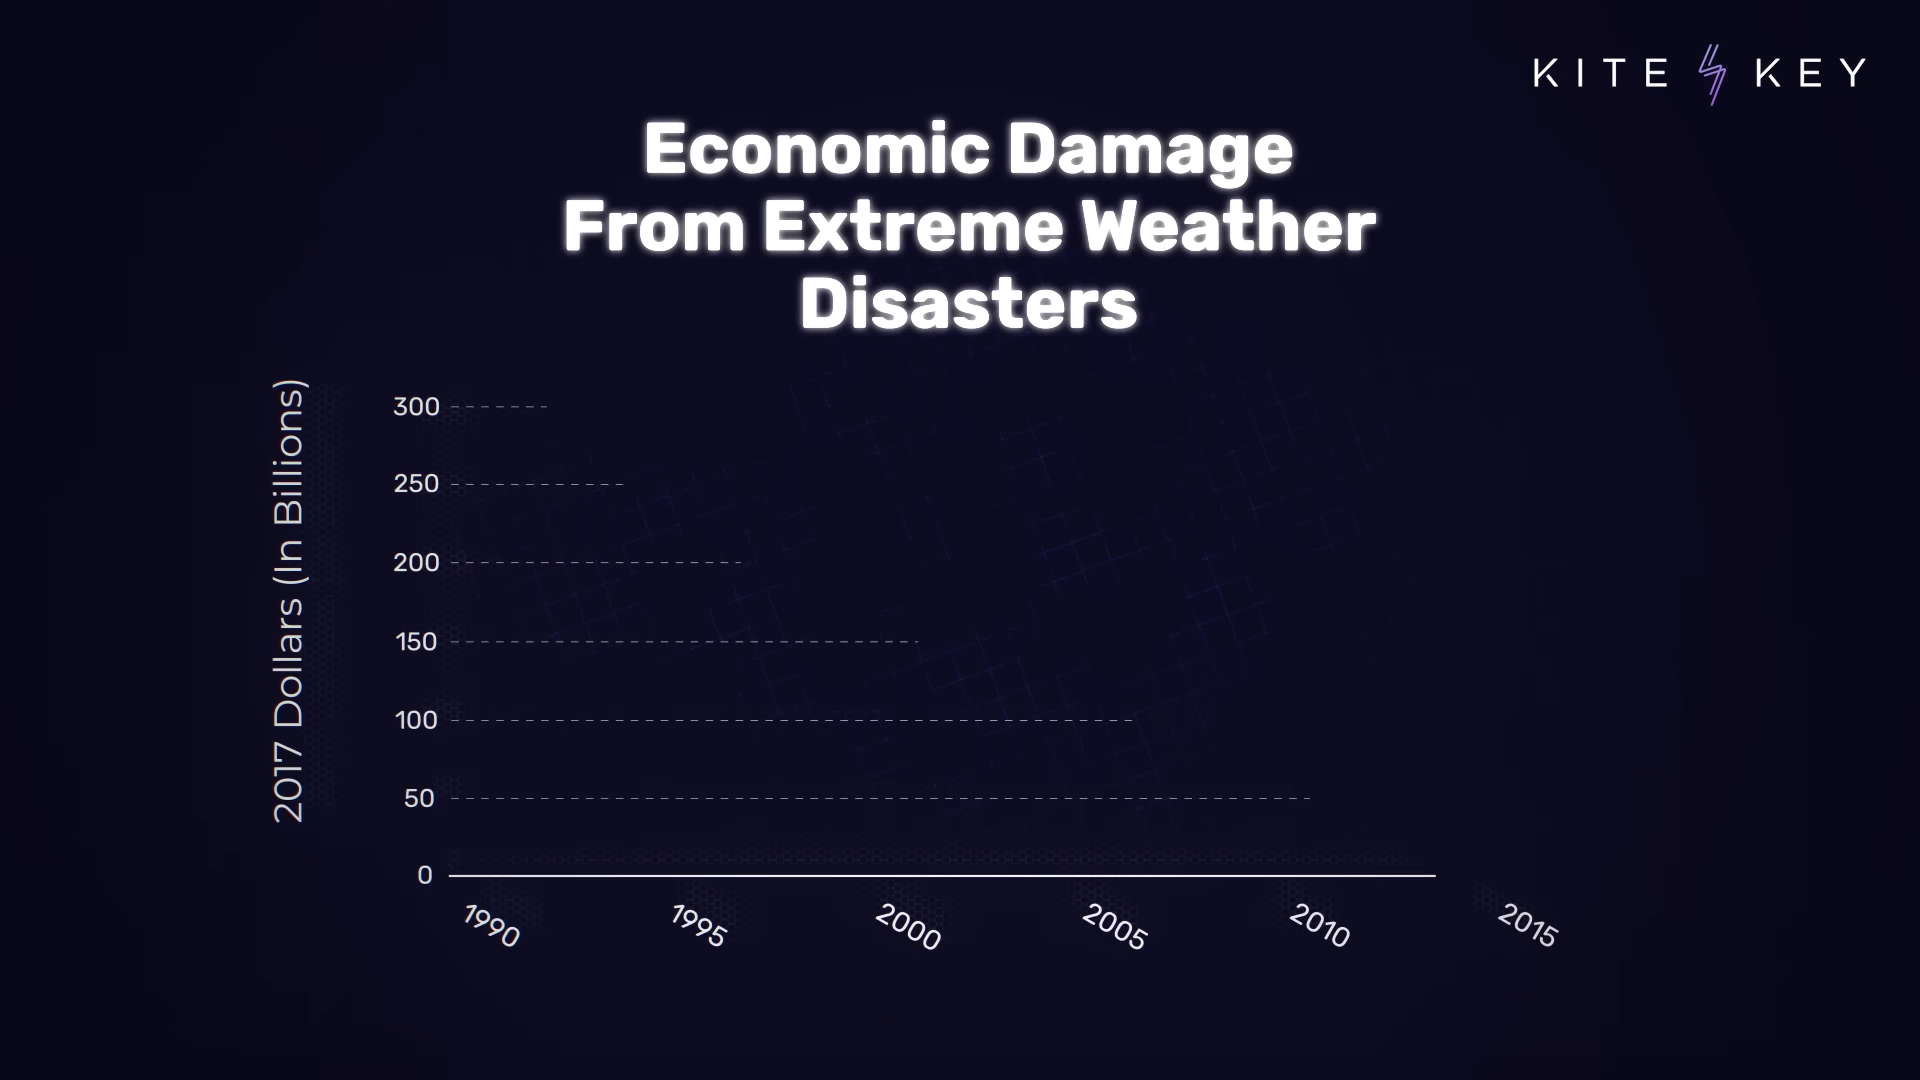 KITE KEY
Economic Damage
From Extreme Weather
Disasters
2017 Dollars (In Billions)
300
250
200
150
100
50
0
1990
1995
2000
2005
2010
2015